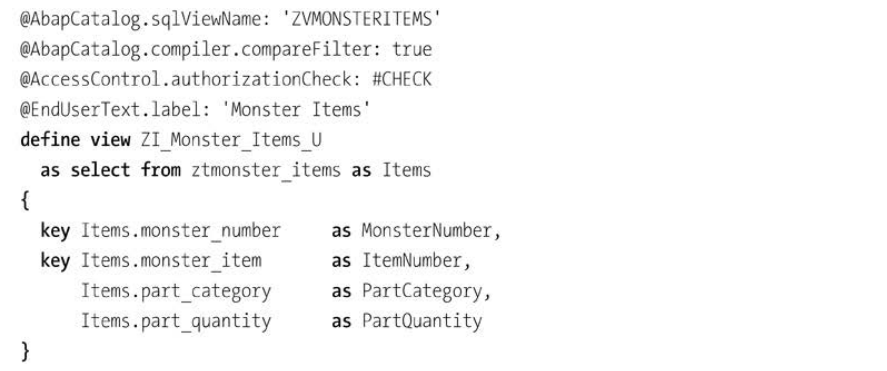 @AbapCatalog.sqlViewName: 'ZVMONSTERITEMS'
@AbapCatalog.compiler.compareFilter: true
@AccessControl.authorizationCheck: #CHECK
@EndUserText.label: 'Monster Items'
define view ZI_Monster_Items_U
  as select from ztmonster_items as Items
{
  key Items.monster_number     as MonsterNumber,
  key Items.monster_item       as ItemNumber,
      Items.part_category      as PartCategory,
      Items.part_quantity      as PartQuantity
}